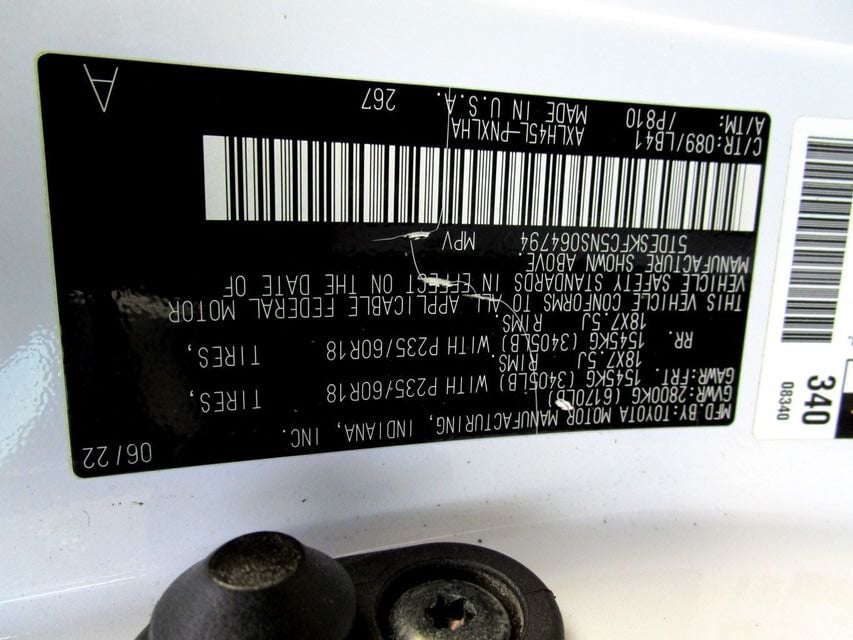 MFD.BY:TOYOTA MOTOR MANUFACTURING, INDIANA, INC. 06/22
GVWR:2800KG (6170LB)
GAWR:FRT. 1545KG (3405LB) WITH P235/60R18 TIRES,
18X7.5J RIMS.
RR. 1545KG (3405LB) WITH P235/60R18 TIRES,
18X7.5J RIMS
THIS VEHICLE CONFORMS TO ALL APPLICABLE FEDERAL MOTOR
VEHICLE SAFETY STANDARDS IN EFFECT ON THE DATE OF
MANUFACTURE SHOWN ABOVE.
5TDESKFC5NS064794 MPV
C/TR:089/LB41 AXLH45L-PNXLHA
A/TM: /P810 MADE IN U.S.A. 267
A
340
08340